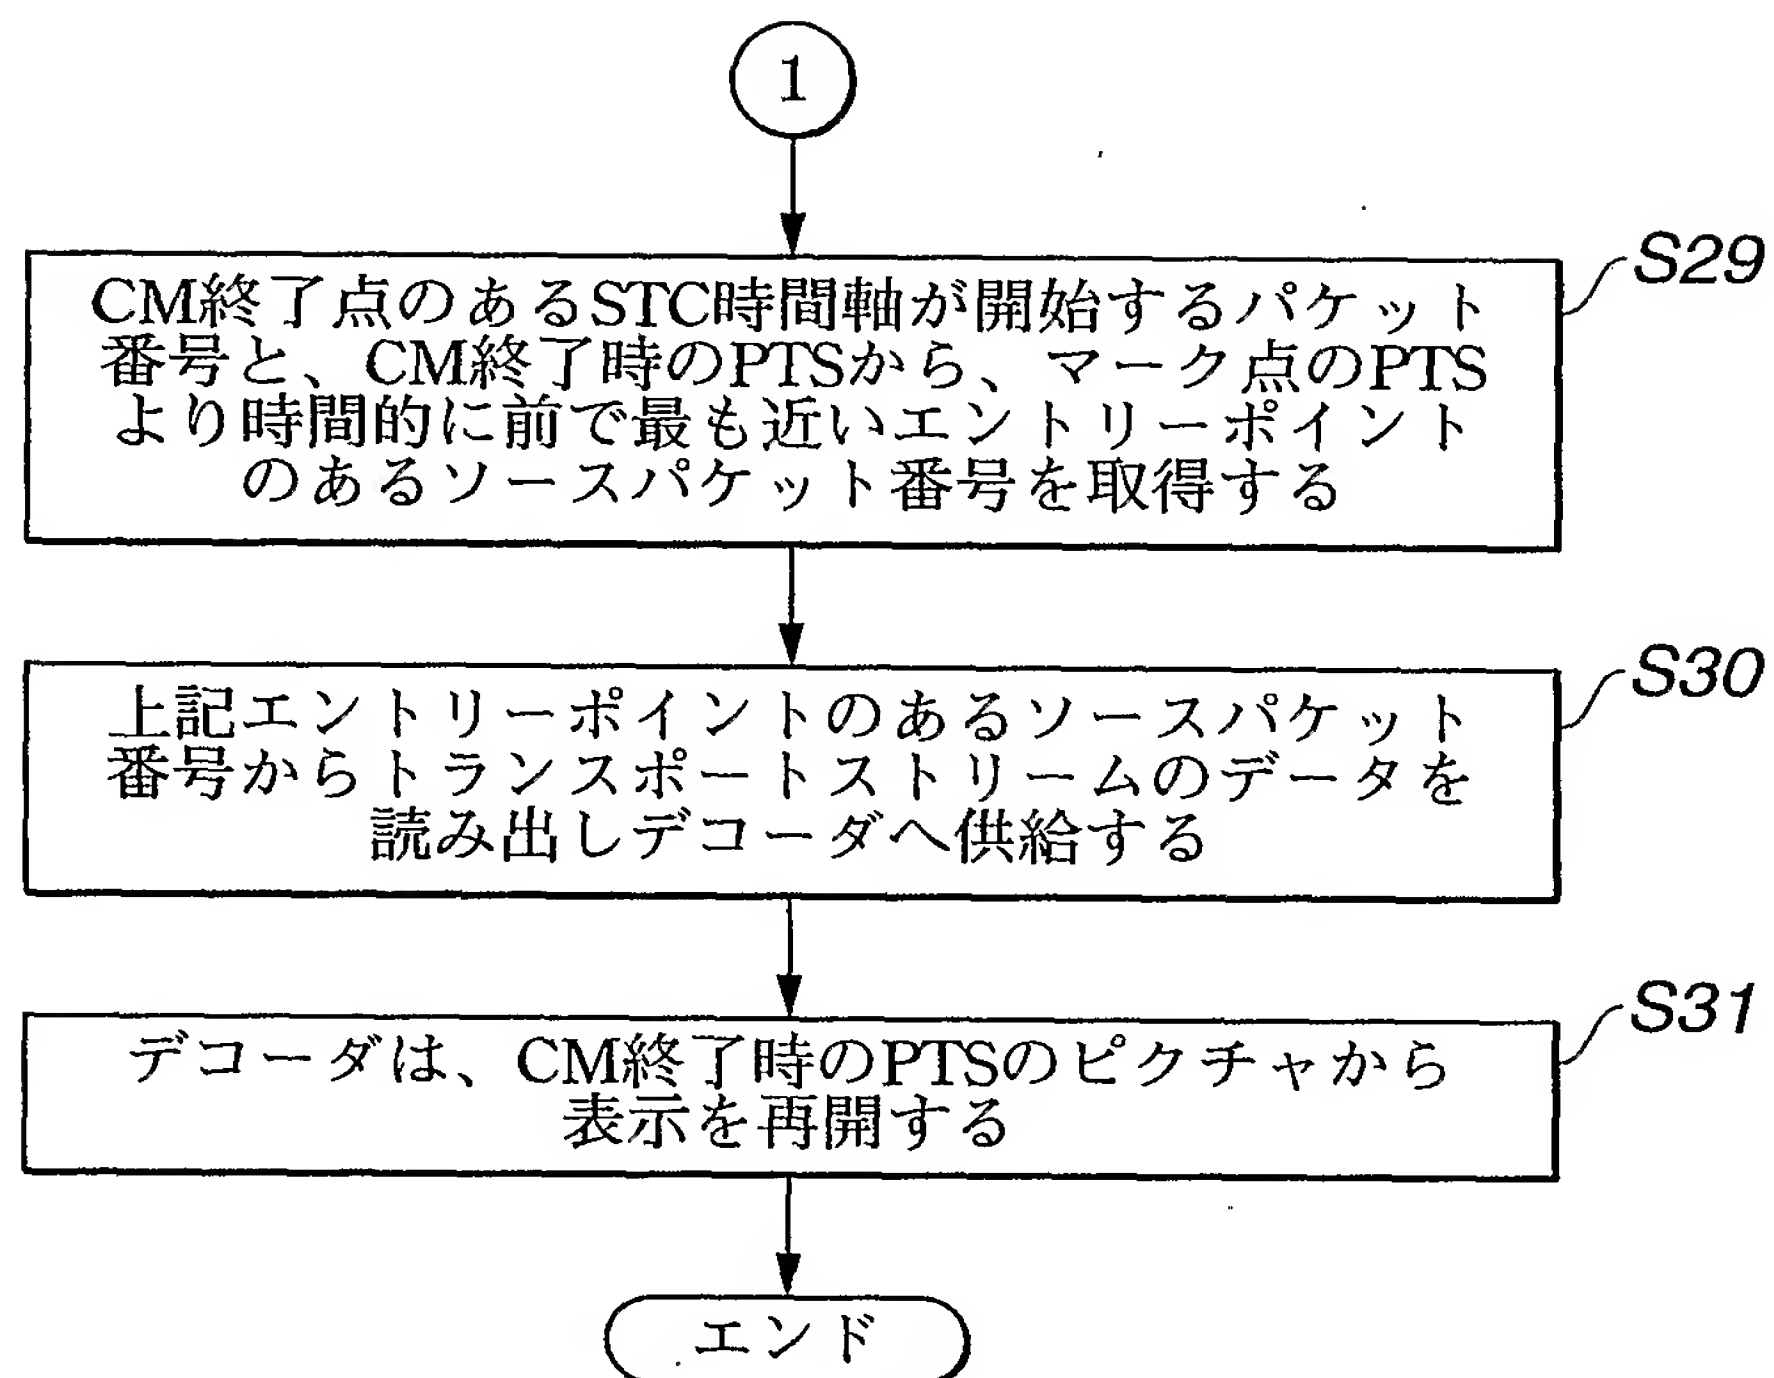 1
S29
CM終了点のあるSTC時間軸が開始するパケット
番号と、CM終了時のPTSから、マーク点のPTS
より時間的に前で最も近いエントリーポイント
のあるソースパケット番号を取得する
S30
上記エントリーポイントのあるソースパケット
番号からトランスポートストリームのデータを
読み出しデコーダへ供給する
S31
デコーダは、CM終了時のPTSのピクチャから
表示を再開する
エンド